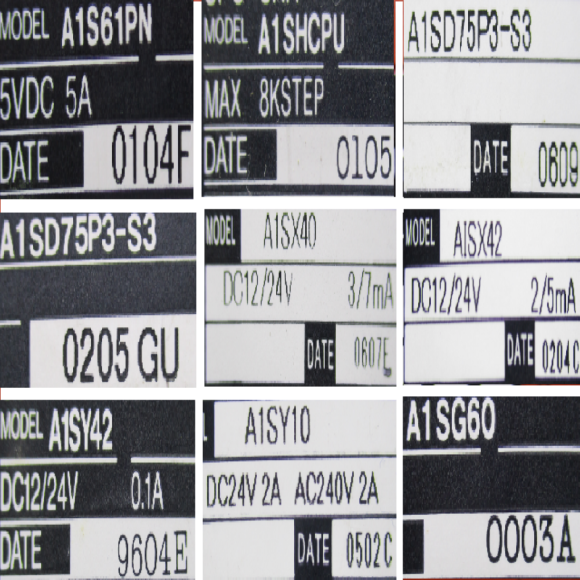 MODEL A1S61PN
5VDC 5A
DATE 0104F
MODEL A1SHCPU
MAX 8KSTEP
DATE 0105
A1SD75P3-S3
DATE 0609
A1SD75P3-S3
0205 GU
MODEL A1SX40
DC12/24V 3/7mA
DATE 0607E
MODEL A1SX42
DC12/24V 2/5mA
DATE 0204C
MODEL A1SY42
DC12/24V 0.1A
DATE 9604E
A1SY10
DC24V 2A AC240V 2A
DATE 0502C
A1SG60
0003A